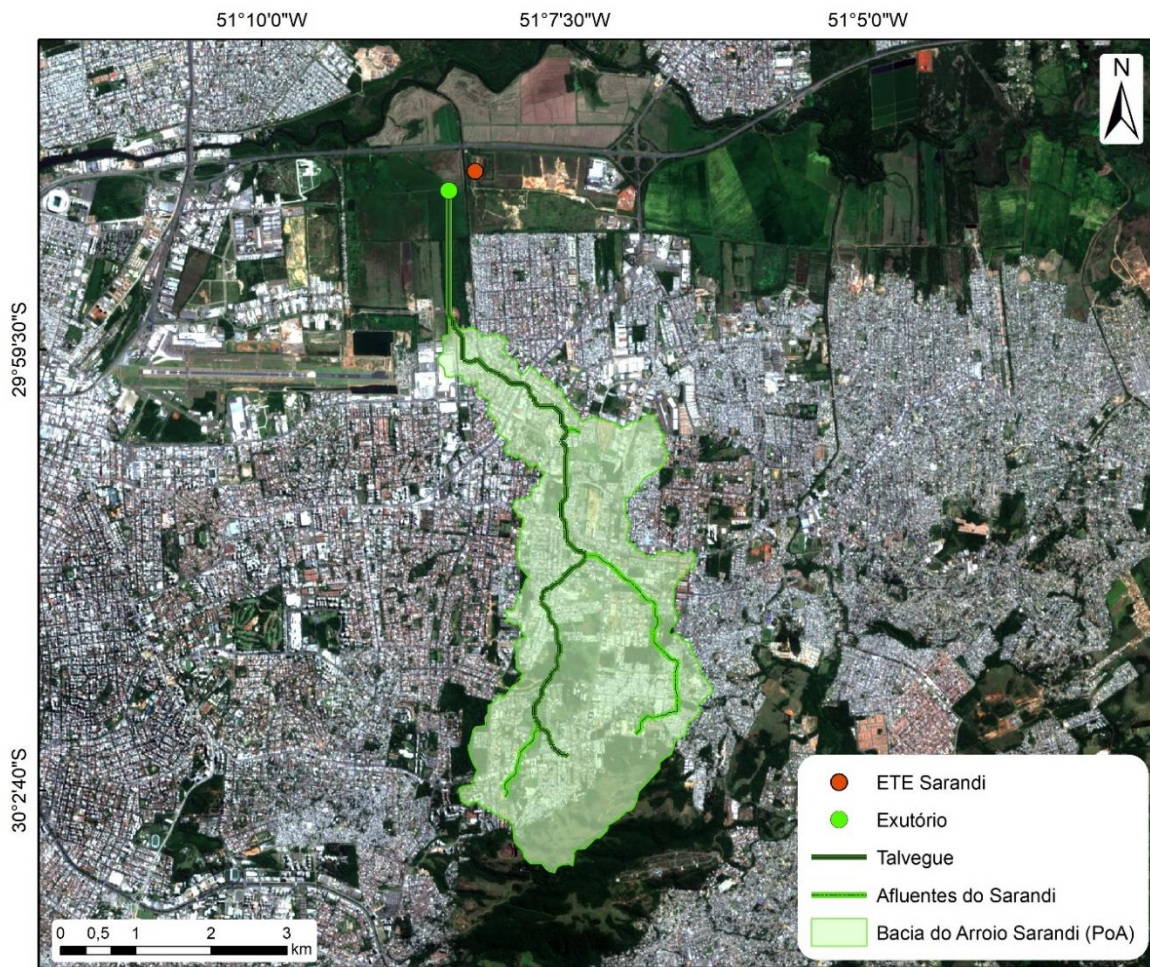 51°10'0"W
51°7'30"W
51°5'0"W
N
29°59'30"S
30°2'40"S
ETE Sarandi
Exutório
Talvegue
Afluentes do Sarandi
Bacia do Arroio Sarandi (PoA)
0 0,5 1 2 3
km